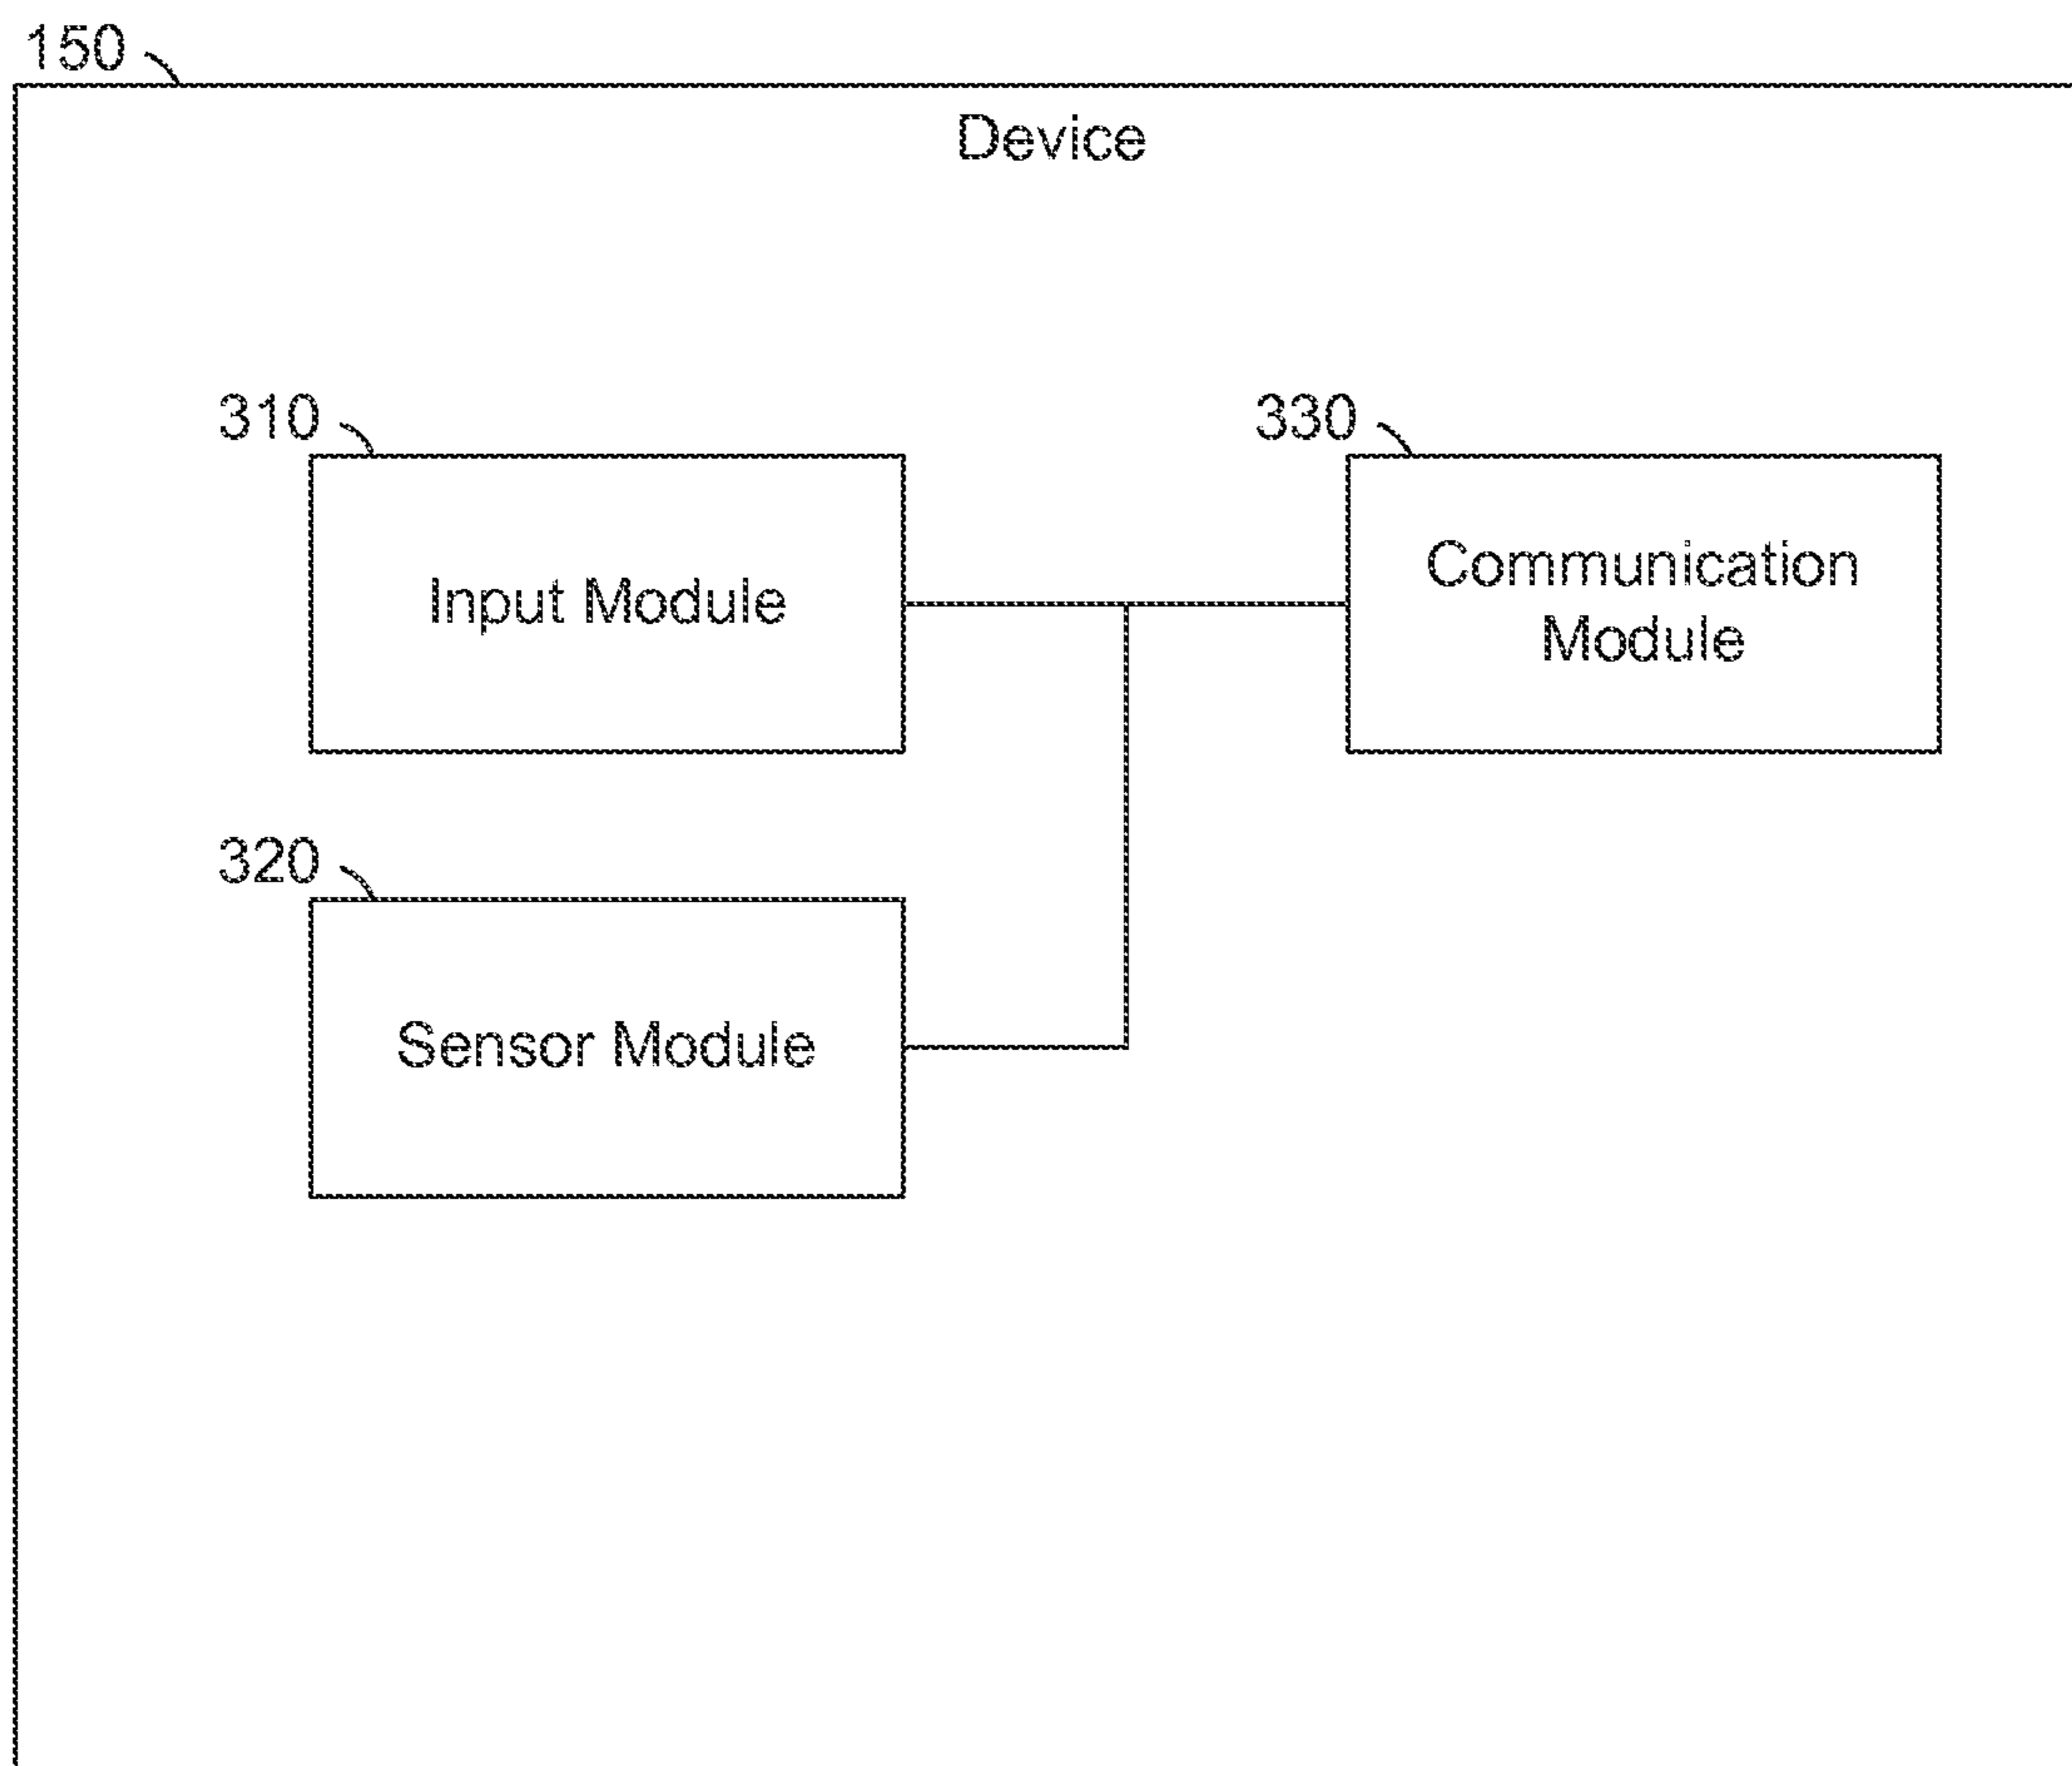 150
Device
310
330
Input Module
Communication
Module
320
Sensor Module